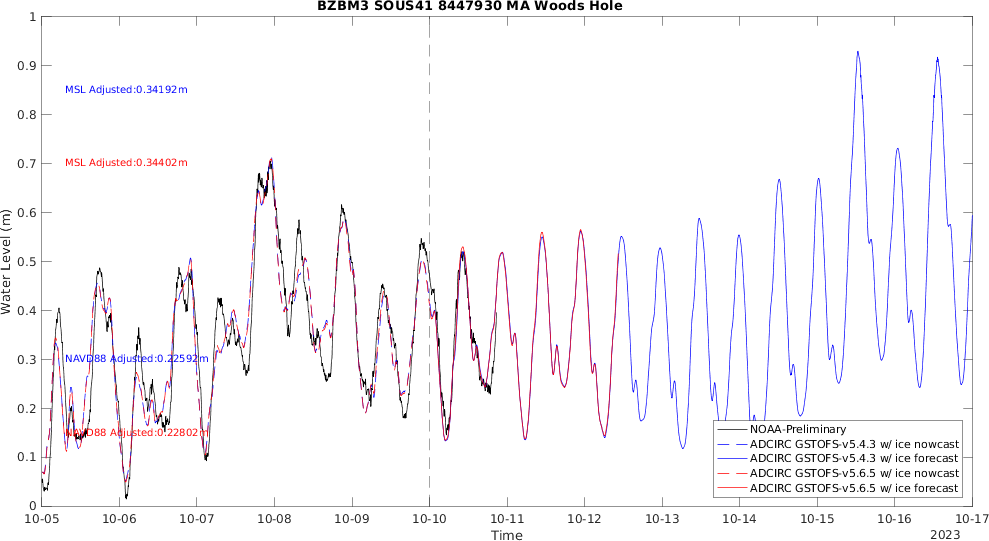 BZBM3 SOUS41 8447930 MA Woods Hole
Water Level (m)
1
0.9
0.8
0.7
0.6
0.5
0.4
0.3
0.2
0.1
0
MSL Adjusted:0.34192m
MSL Adjusted:0.34402m
NAVD88 Adjusted:0.22592m
NAVD88 Adjusted:0.22802m
NOAA-Preliminary
ADCIRC GSTOFS-v5.4.3 w/ ice nowcast
ADCIRC GSTOFS-v5.4.3 w/ ice forecast
ADCIRC GSTOFS-v5.6.5 w/ ice nowcast
ADCIRC GSTOFS-v5.6.5 w/ ice forecast
10-05 10-06 10-07 10-08 10-09 10-10 10-11 10-12 10-13 10-14 10-15 10-16 10-17
Time
2023